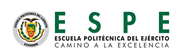 ESPE
ESCUELA POLITÉCNICA DEL EJÉRCITO
CAMINO A LA EXCELENCIA